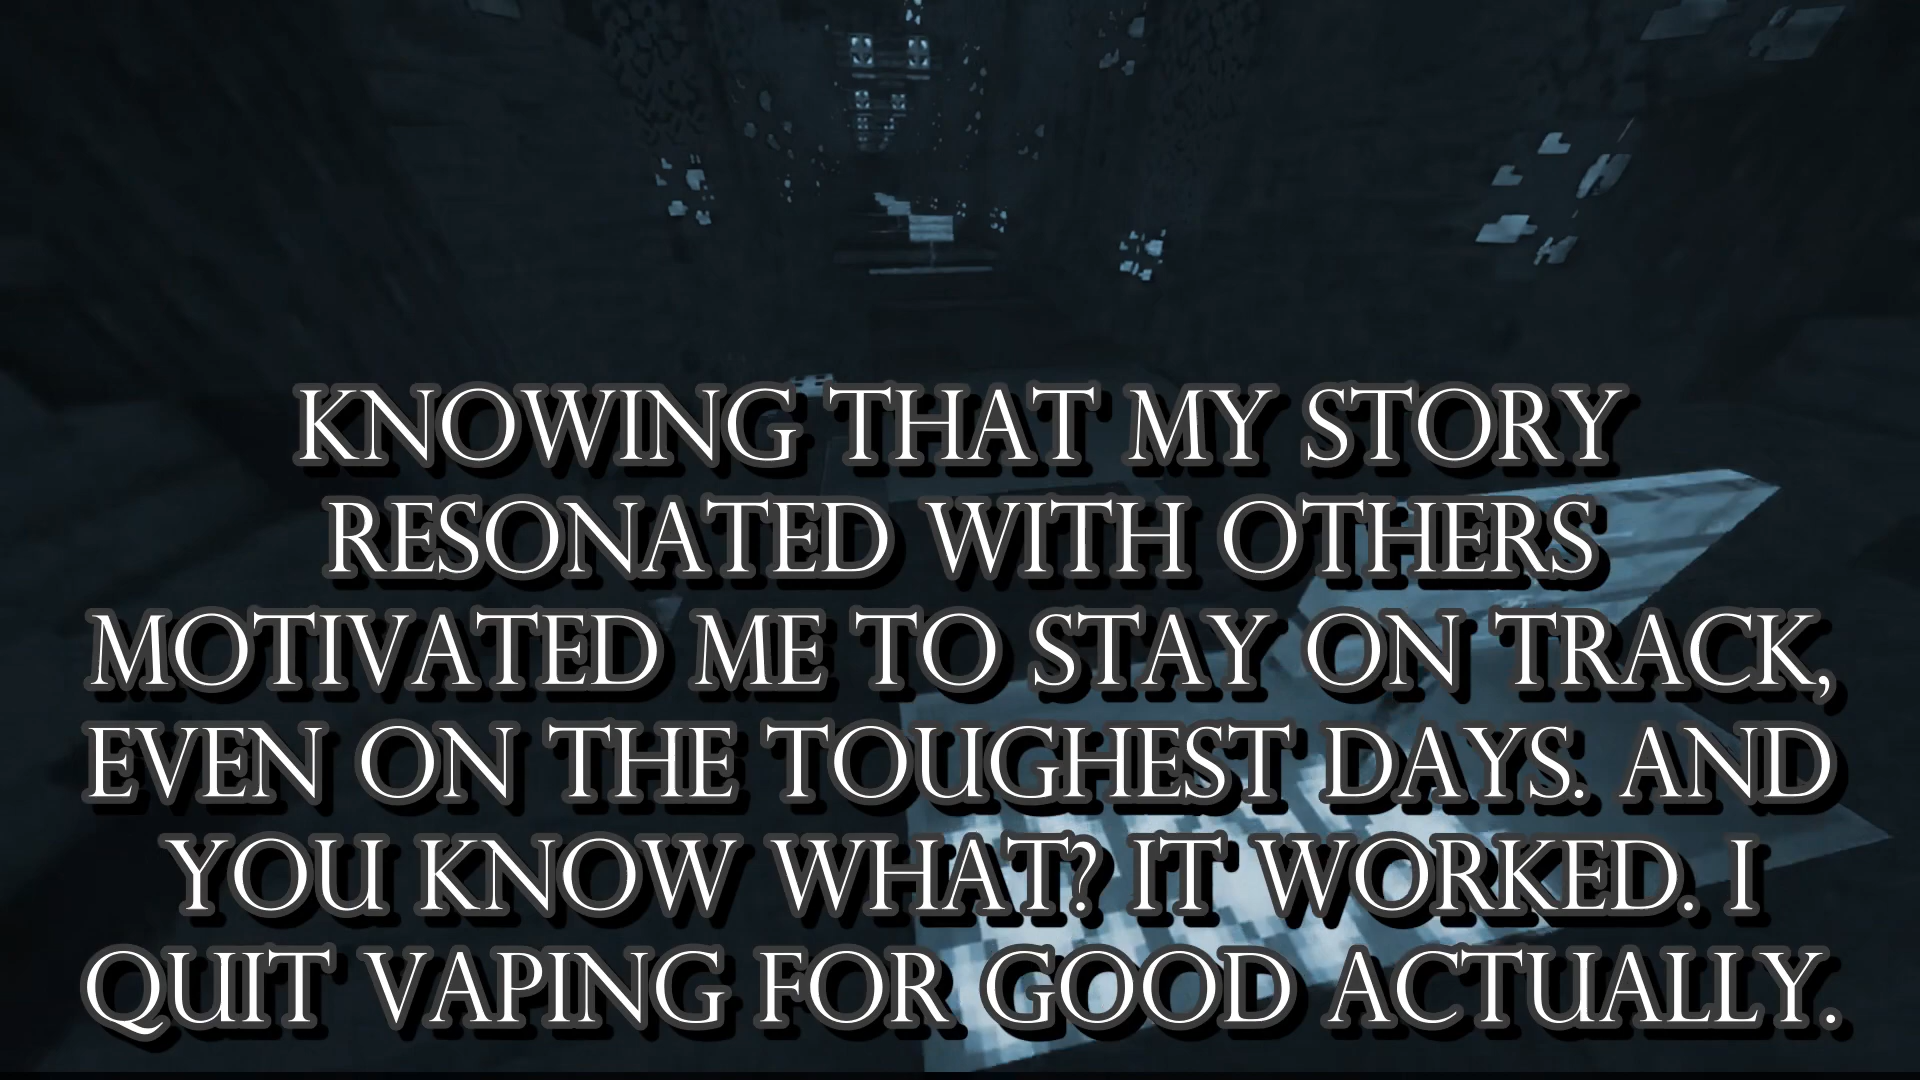 KNOWING THAT MY STORY
RESONATED WITH OTHERS
MOTIVATED ME TO STAY ON TRACK,
EVEN ON THE TOUGHEST DAYS. AND
YOU KNOW WHAT? IT WORKED. I
QUIT VAPING FOR GOOD ACTUALLY.